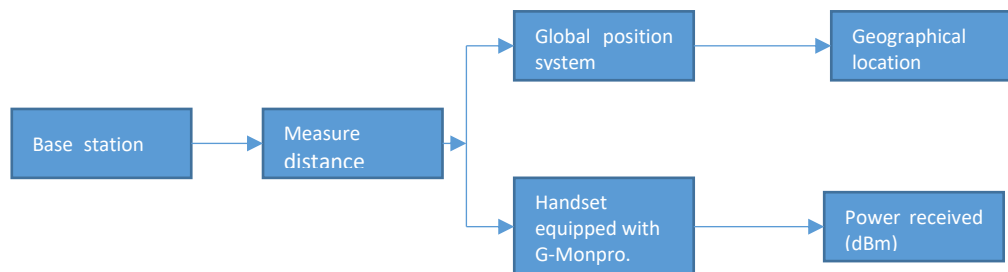 Global position
system
Geographical
location
Base station
Measure
distance
Handset
equipped with
G-Monpro.
Power received
(dBm)